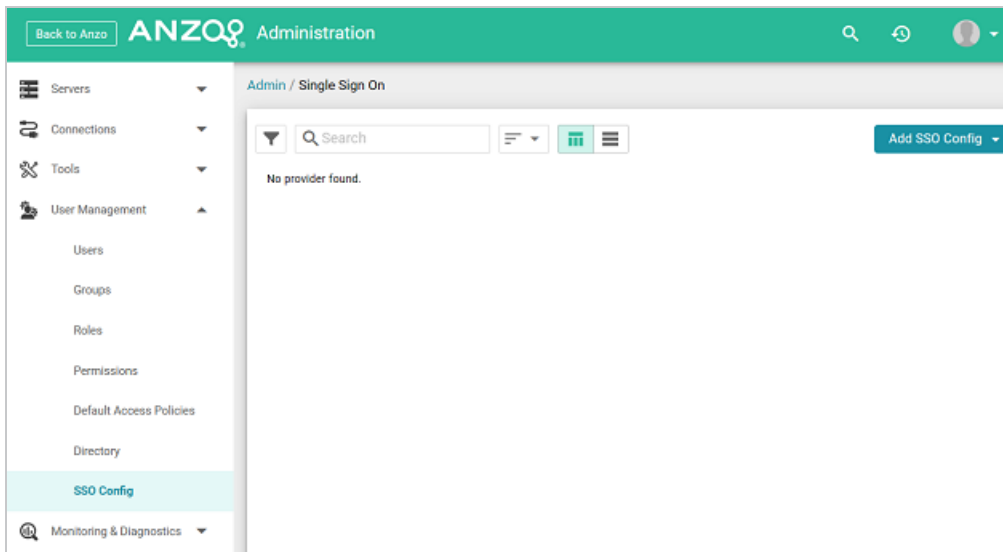 Back to Anzo ANZO Administration
Admin / Single Sign On
Servers
Connections
Tools
User Management
Users
Groups
Roles
Permissions
Default Access Policies
Directory
SSO Config
Monitoring & Diagnostics
Search
Add SSO Config
No provider found.